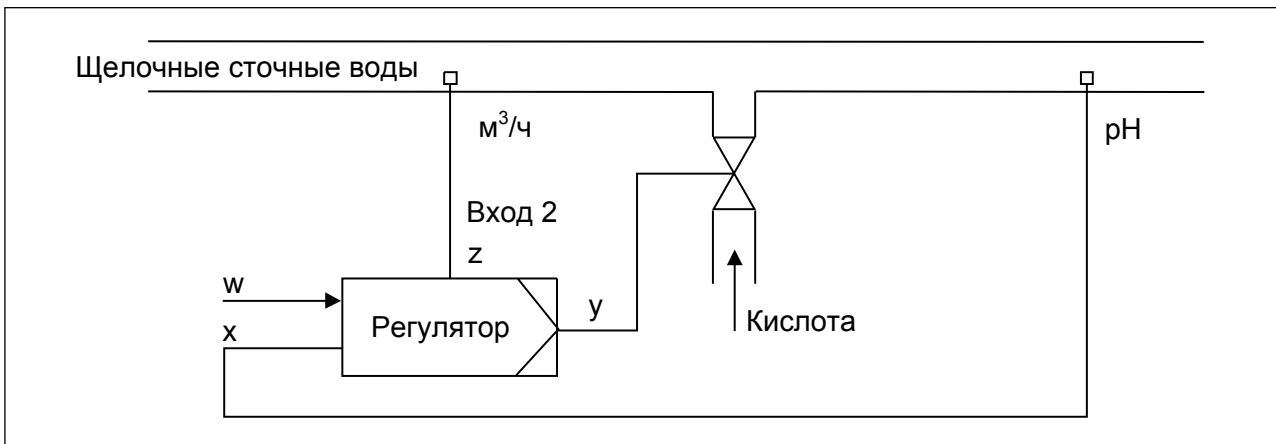 Щелочные сточные воды
м³/ч
pH
Вход 2
z
w
x
Регулятор
y
Кислота